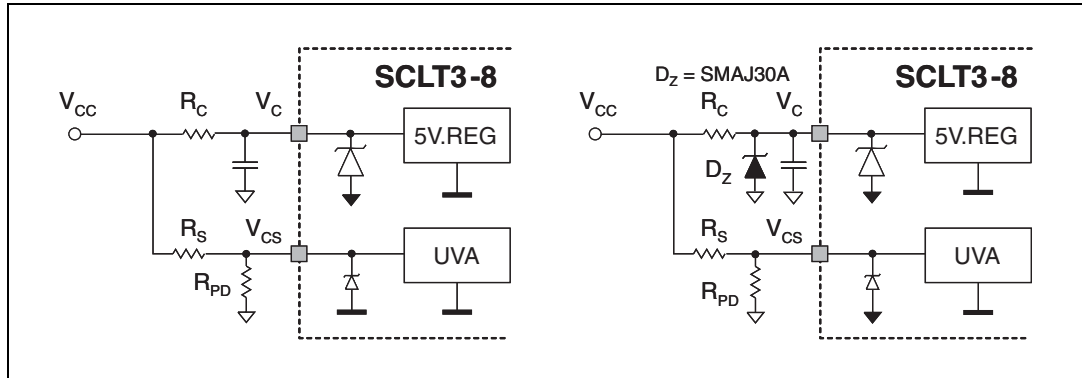 SCLT3-8
V_CC
R_C
V_C
5V.REG
R_S
V_CS
UVA
R_PD
D_Z = SMAJ30A
SCLT3-8
V_CC
R_C
V_C
5V.REG
D_Z
R_S
V_CS
UVA
R_PD